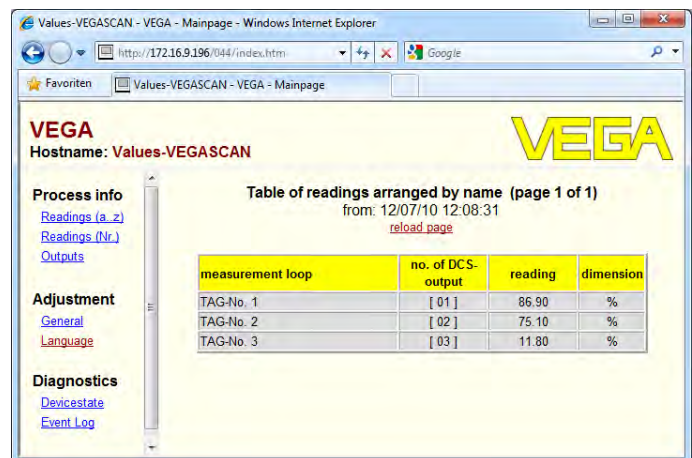 Values-VEGASCAN - VEGA - Mainpage - Windows Internet Explorer
http://172.16.9.196/044/index.htm
Google
Favoriten
Values-VEGASCAN - VEGA - Mainpage
VEGA
VEGA
Hostname: Values-VEGASCAN
Process info
Readings (a..z)
Readings (Nr.)
Outputs
Adjustment
General
Language
Diagnostics
Devicestate
Event Log
Table of readings arranged by name (page 1 of 1)
from: 12/07/10 12:08:31
reload page
measurement loop no. of DCS-output reading dimension
TAG-No. 1 [ 01 ] 86.90 %
TAG-No. 2 [ 02 ] 75.10 %
TAG-No. 3 [ 03 ] 11.80 %